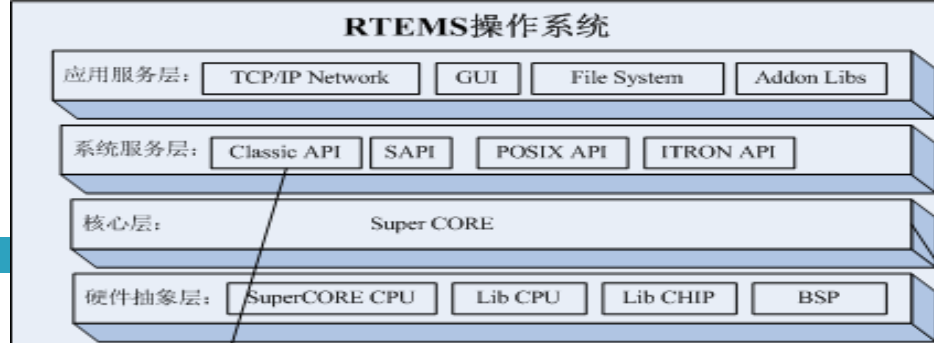 RTEMS操作系统
应用服务层： TCP/IP Network GUI File System Addon Libs
系统服务层： Classic API SAPI POSIX API ITRON API
核心层： Super CORE
硬件抽象层： SuperCORE CPU Lib CPU Lib CHIP BSP